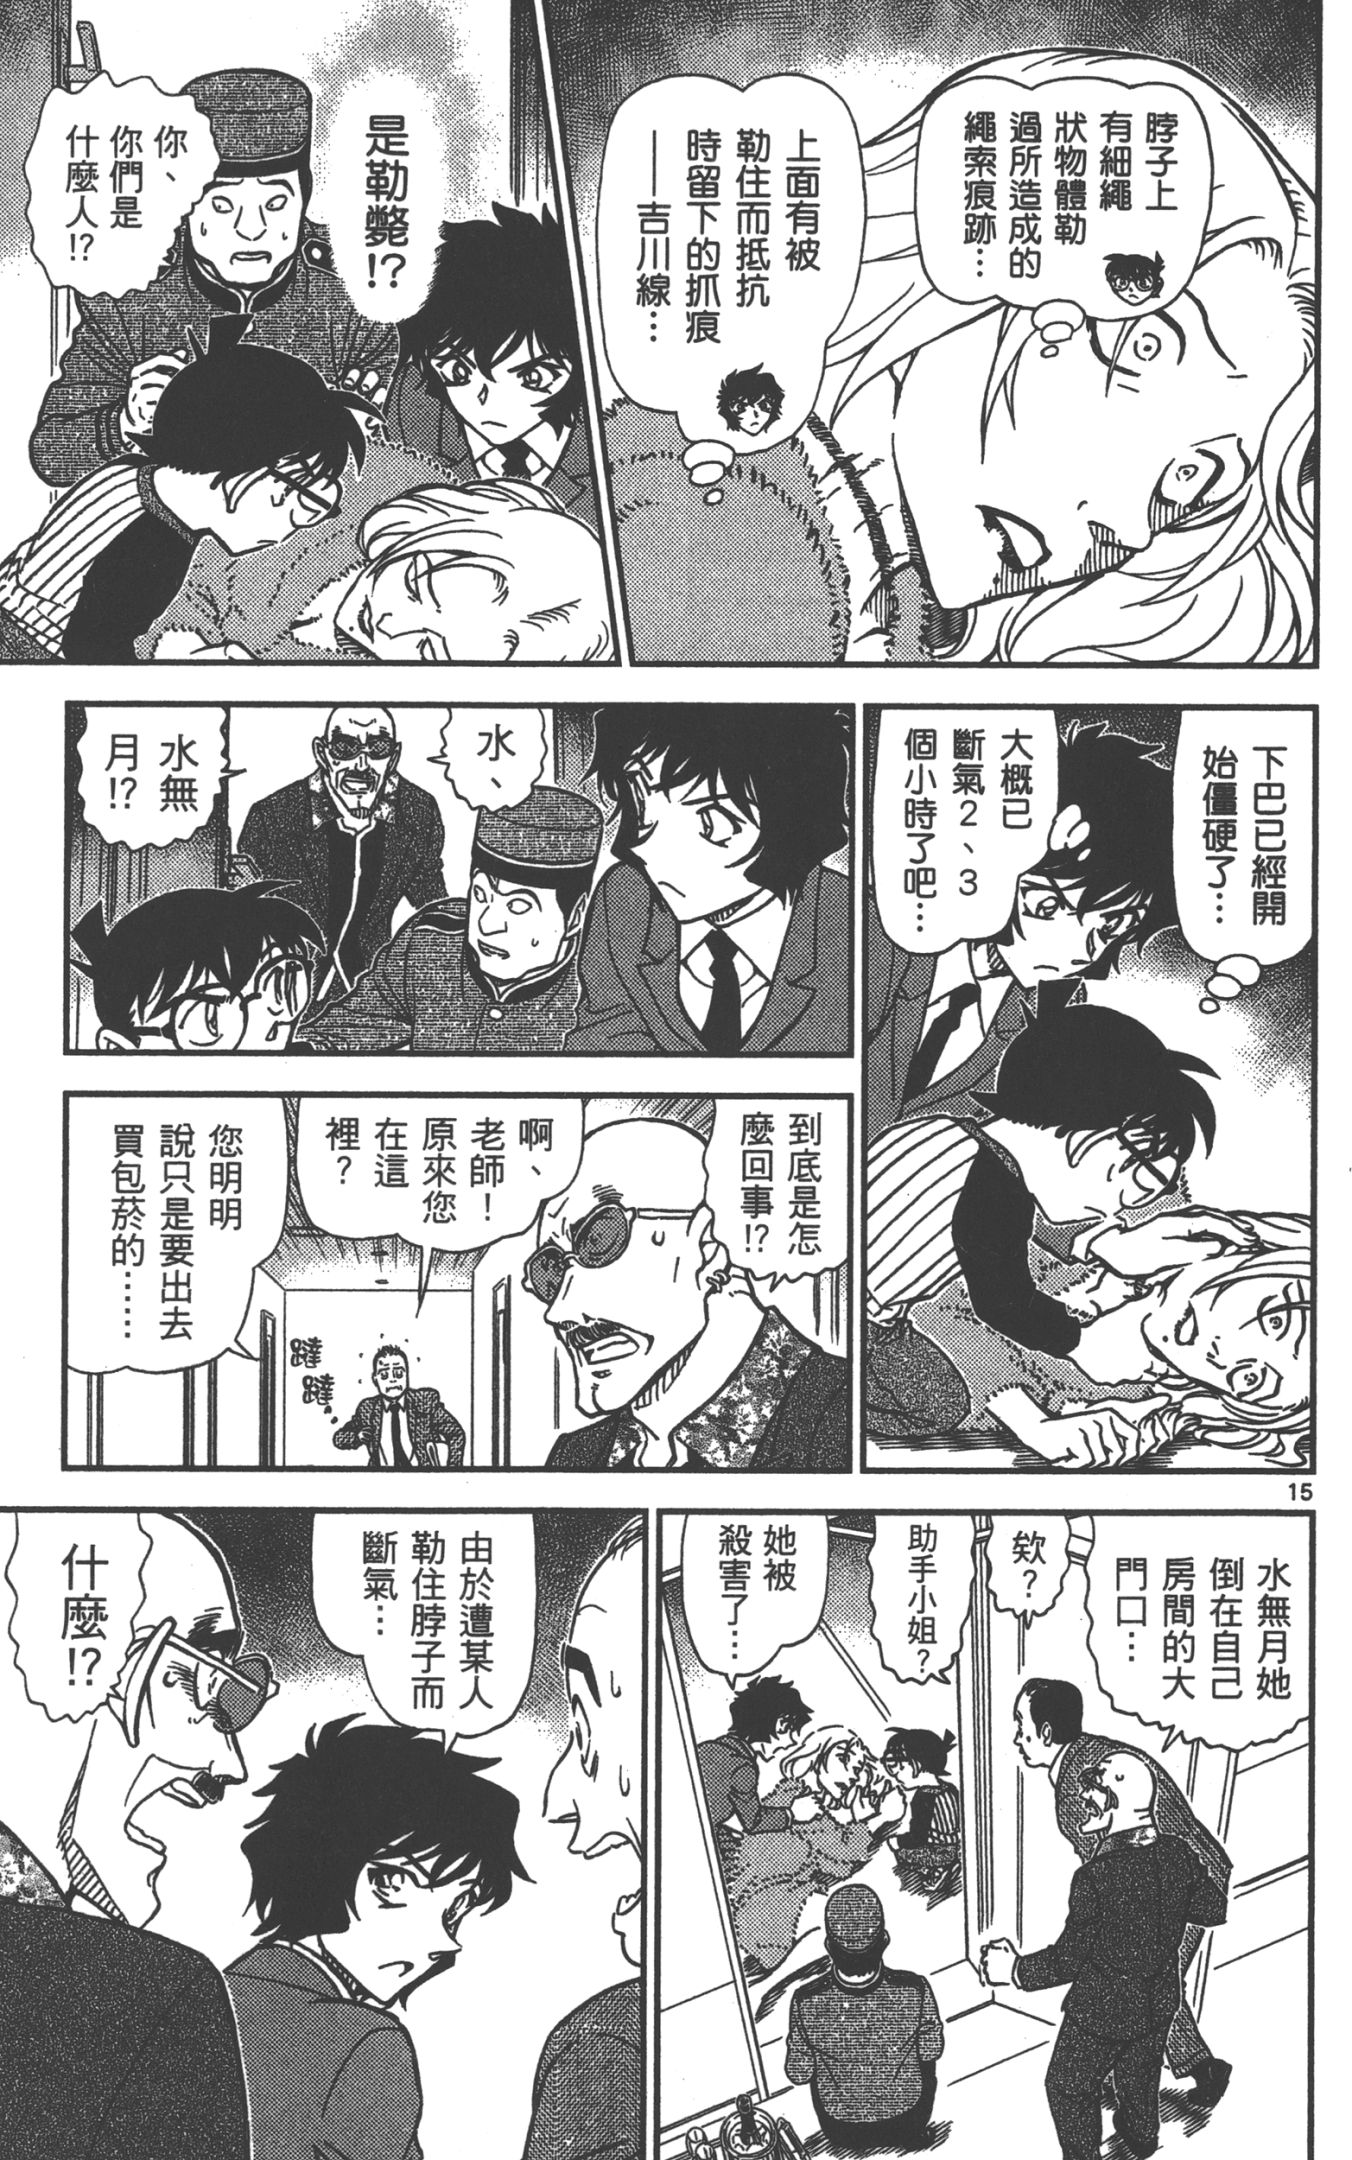 脖子上
有細繩
狀物體勒
過所造成的
繩索痕跡…
上面有被
勒住而抵抗
時留下的抓痕
——吉川線…
是勒斃!?
你、
你們是
什麼人!?
下巴已經開
始僵硬了…
大概已
斷氣2、3
個小時了吧…
水、
水無
月!?
到底是怎
麼回事!?
啊、
老師！
原來您
在這
裡？
您明明
說只是要出去
買包菸的……
躂
躂
15
水無月她
倒在自己
房間的大
門口…
欸？
助手小姐？
她被
殺害了…
由於遭某人
勒住脖子而
斷氣…
什麼!?